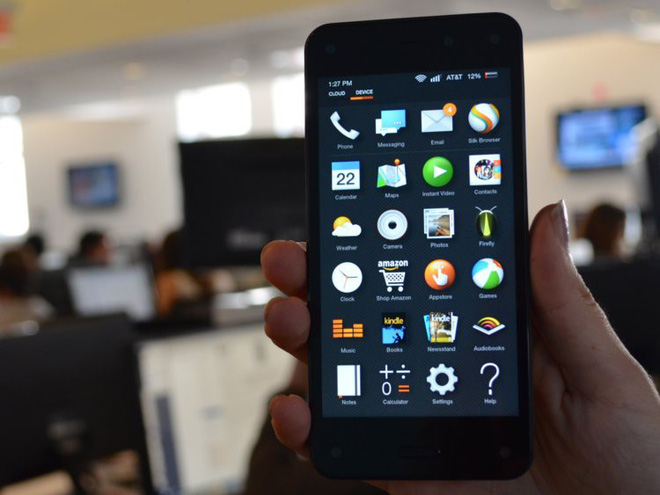 1:27 PM AT&T 12%
CLOUD DEVICE
4
Phone Messaging Email Silk Browser
22
Calendar Maps Instant Video Contacts
Weather Camera Photos Firefly
amazon
Clock Shop Amazon Appstore Games
kindle kindle
Music Books Newsstand Audiobooks
Notes Calculator Settings Help